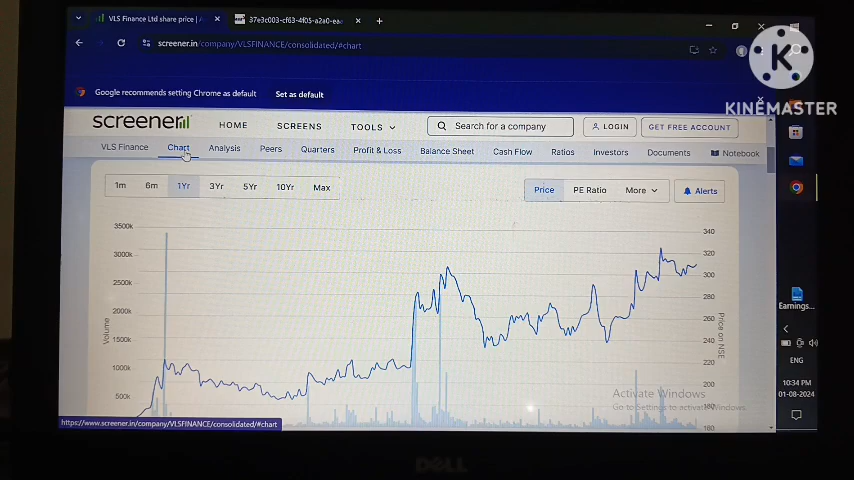 VLS Finance Ltd share price |
37e3c003-cf63-4f05-a2a0-eaa
screener.in/company/VLSFINANCE/consolidated/#chart
Google recommends setting Chrome as default
Set as default
KINEMASTER
screener
HOME
SCREENS
TOOLS
Search for a company
LOGIN
GET FREE ACCOUNT
VLS Finance
Chart
Analysis
Peers
Quarters
Profit & Loss
Balance Sheet
Cash Flow
Ratios
Investors
Documents
Notebook
1m
6m
1Yr
3Yr
5Yr
10Yr
Max
Price
PE Ratio
More
Alerts
3500k
3000k
2500k
2000k
1500k
1000k
500k
Volume
340
320
300
280
260
240
220
200
180
Price on NSE
Earnings...
ENG
10:34 PM
01-08-2024
Activate Windows
Go to Settings to activate Windows.
https://www.screener.in/company/VLSFINANCE/consolidated/#chart
DELL